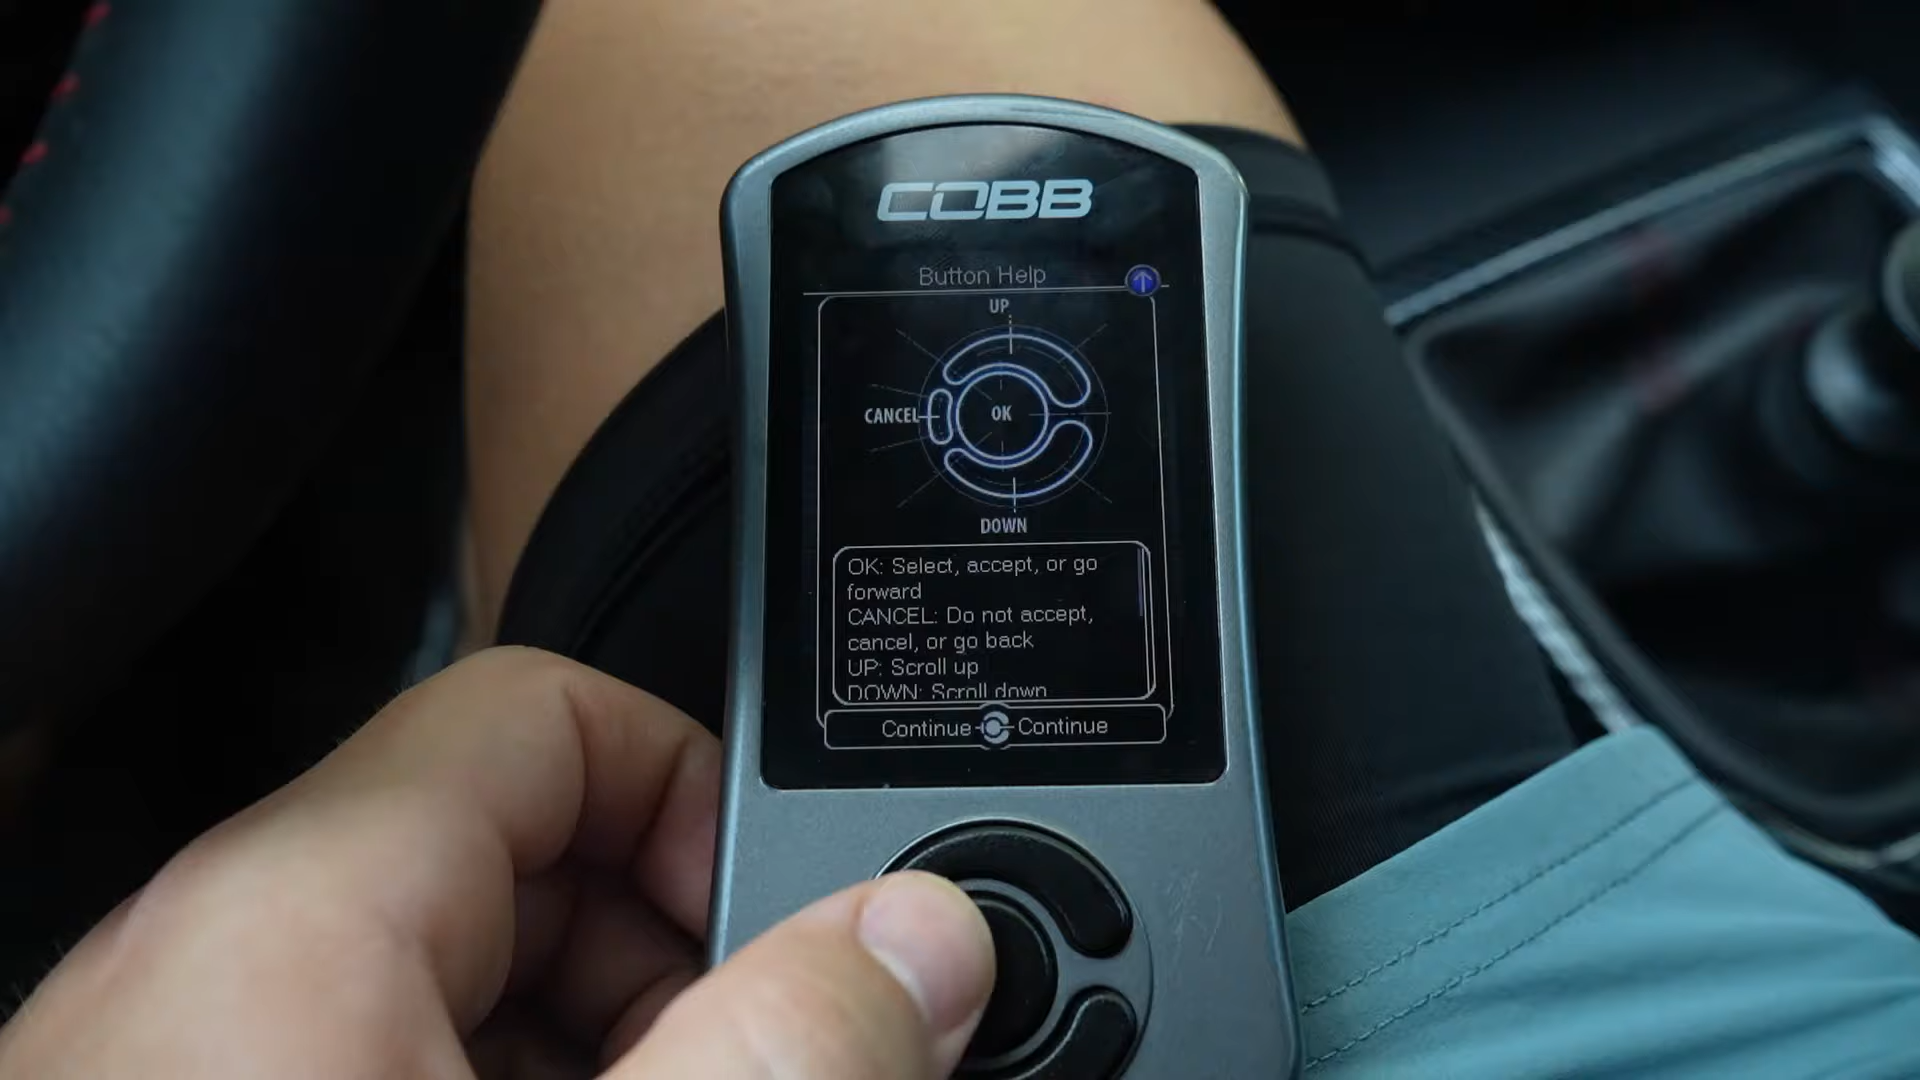 COBB
Button Help
UP
CANCEL
OK
DOWN
OK: Select, accept, or go
forward
CANCEL: Do not accept,
cancel, or go back
UP: Scroll up
DOWN: Scroll down
Continue Continue